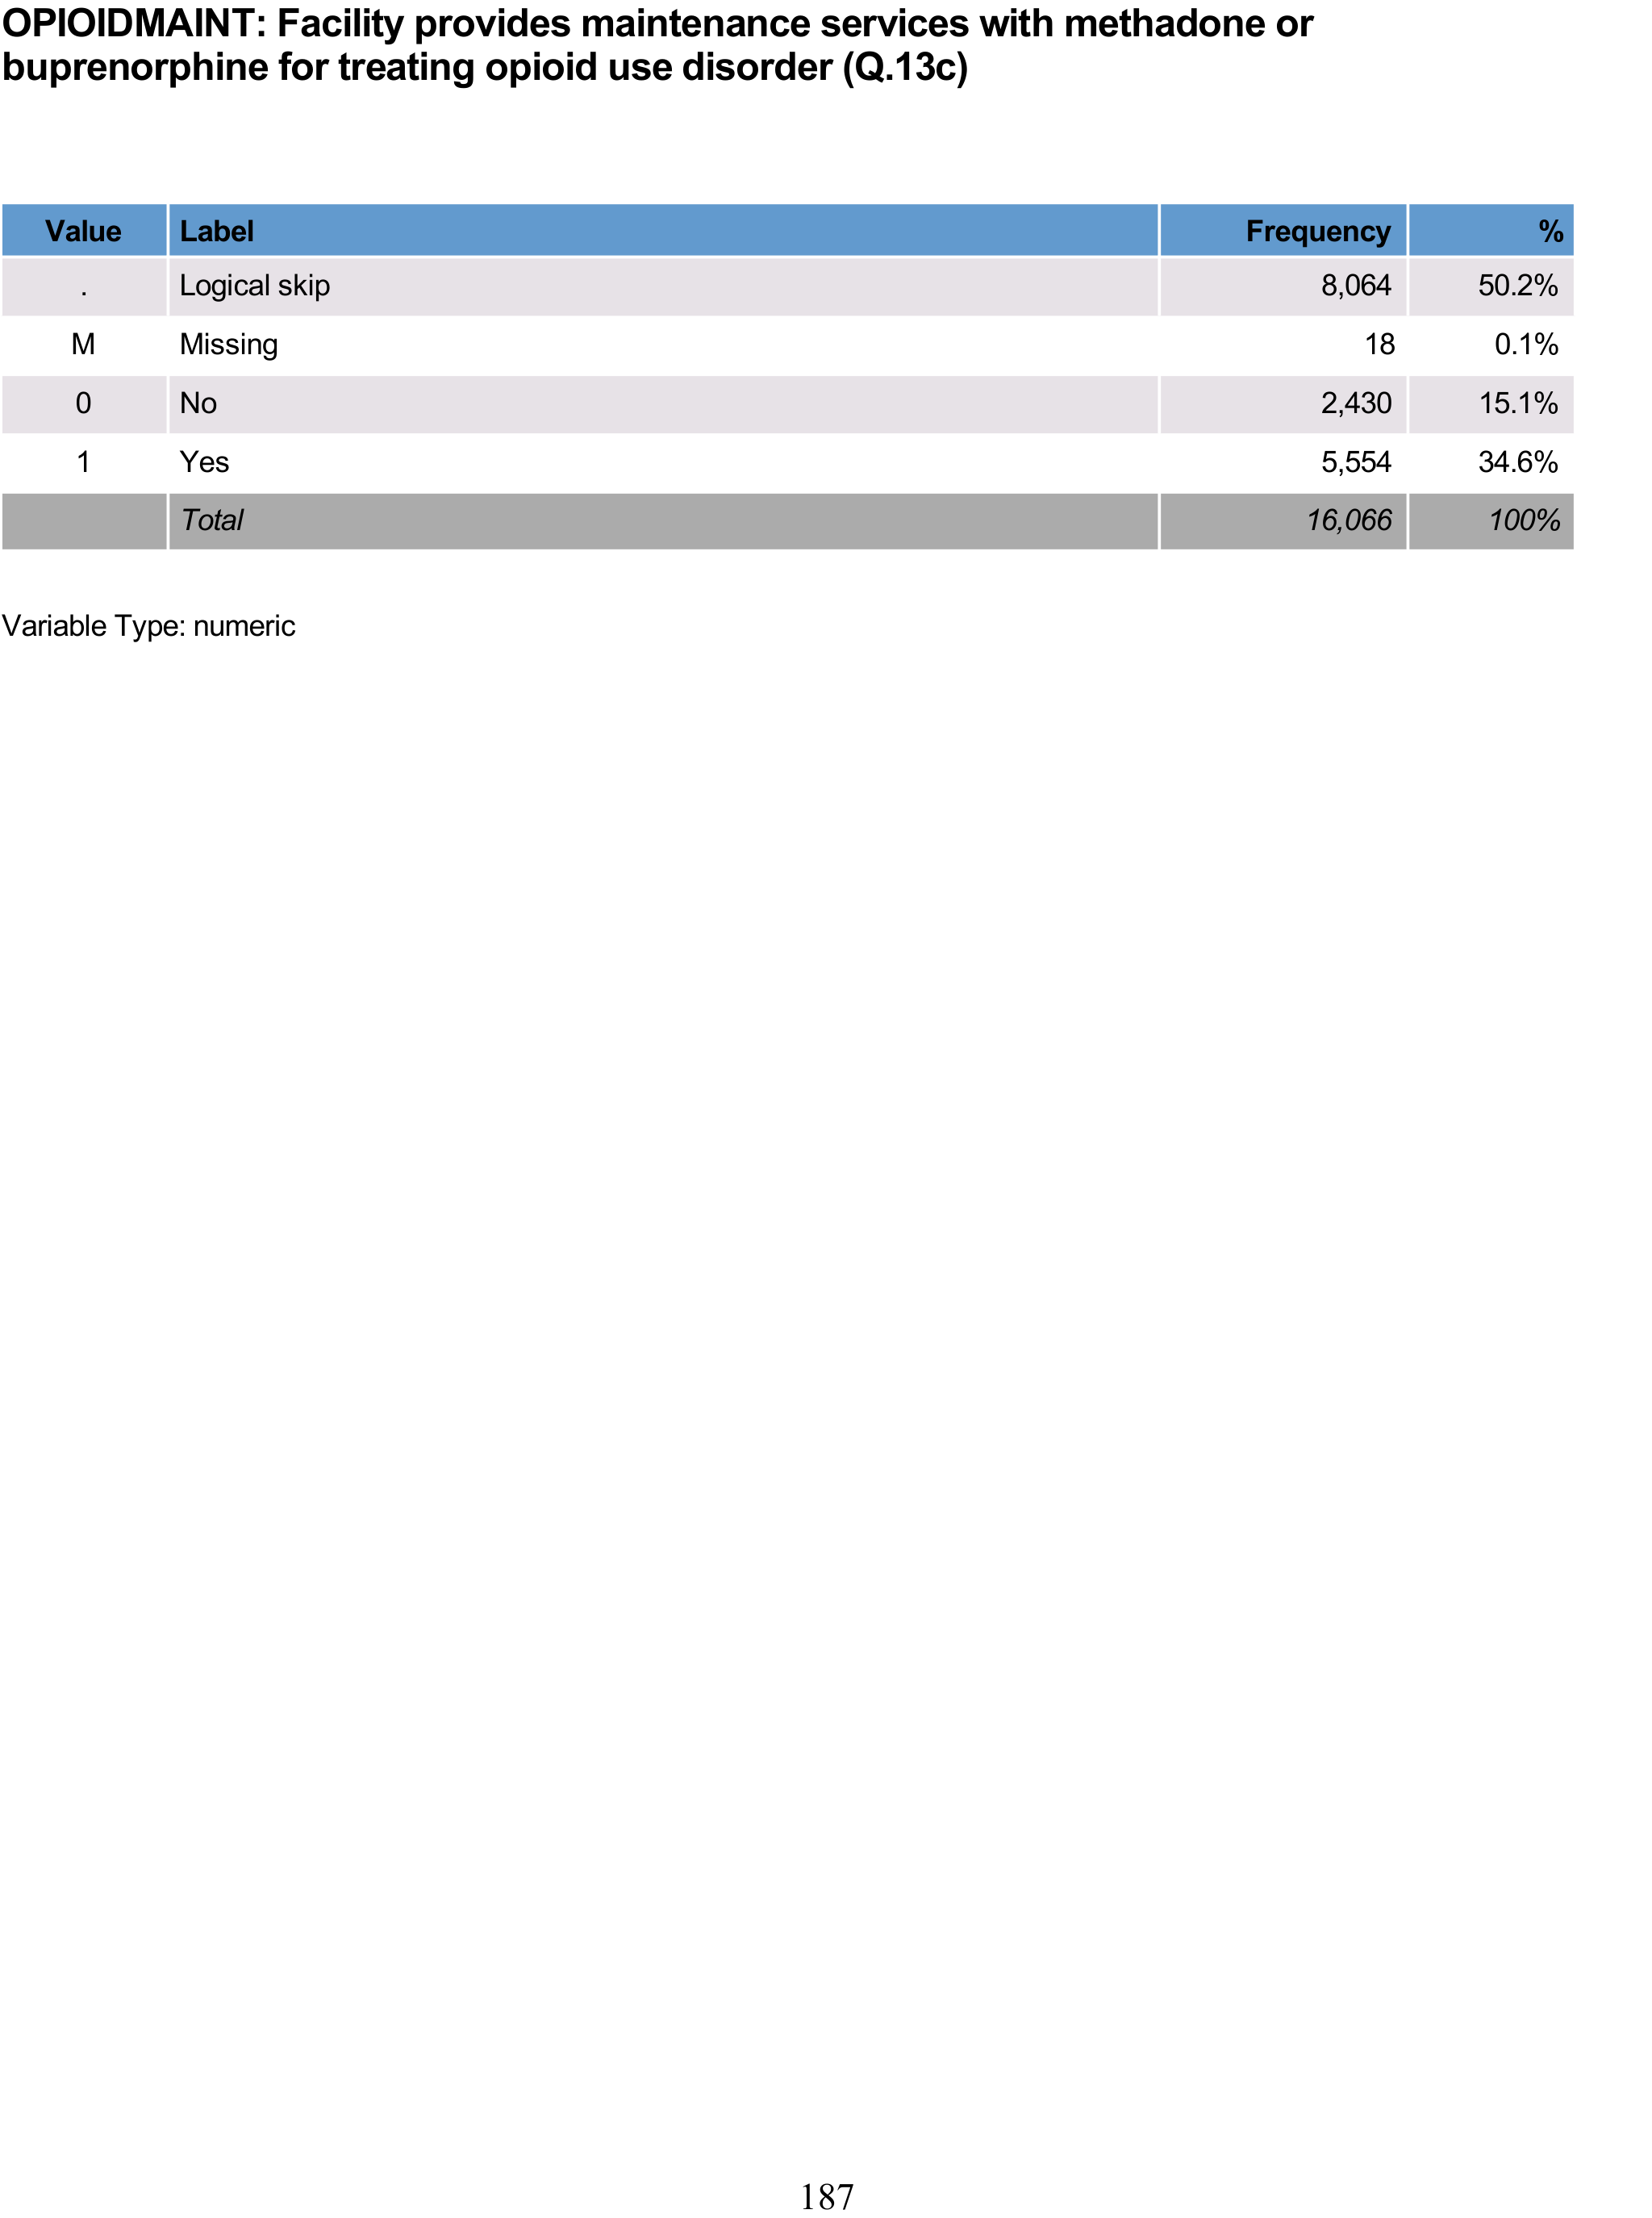 OPIOIDMAINT: Facility provides maintenance services with methadone or
buprenorphine for treating opioid use disorder (Q.13c)
Value Label Frequency %
. Logical skip 8,064 50.2%
M Missing 18 0.1%
0 No 2,430 15.1%
1 Yes 5,554 34.6%
Total 16,066 100%
Variable Type: numeric
187